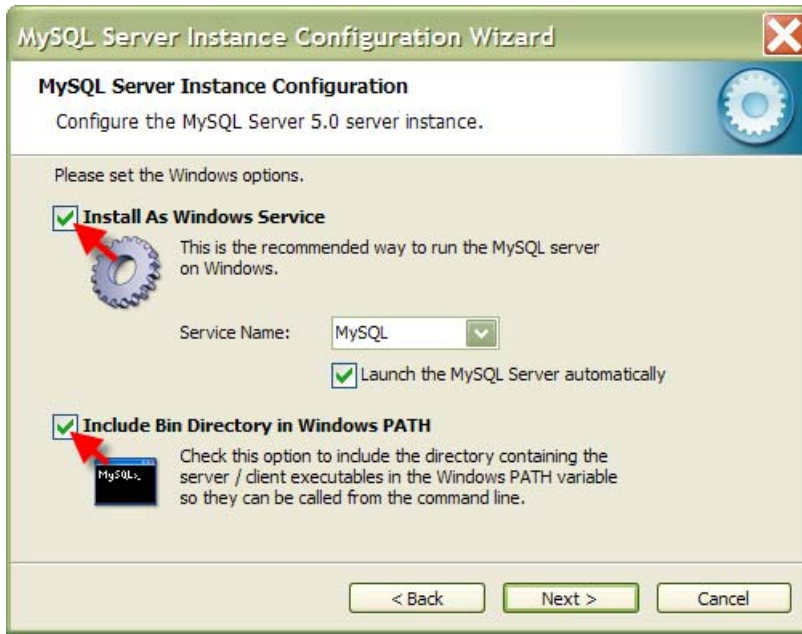 MySQL Server Instance Configuration Wizard
MySQL Server Instance Configuration
Configure the MySQL Server 5.0 server instance.
Please set the Windows options.
Install As Windows Service
This is the recommended way to run the MySQL server
on Windows.
Service Name: MySQL
Launch the MySQL Server automatically
Include Bin Directory in Windows PATH
Check this option to include the directory containing the
server / client executables in the Windows PATH variable
so they can be called from the command line.
MySQL>_
< Back Next > Cancel